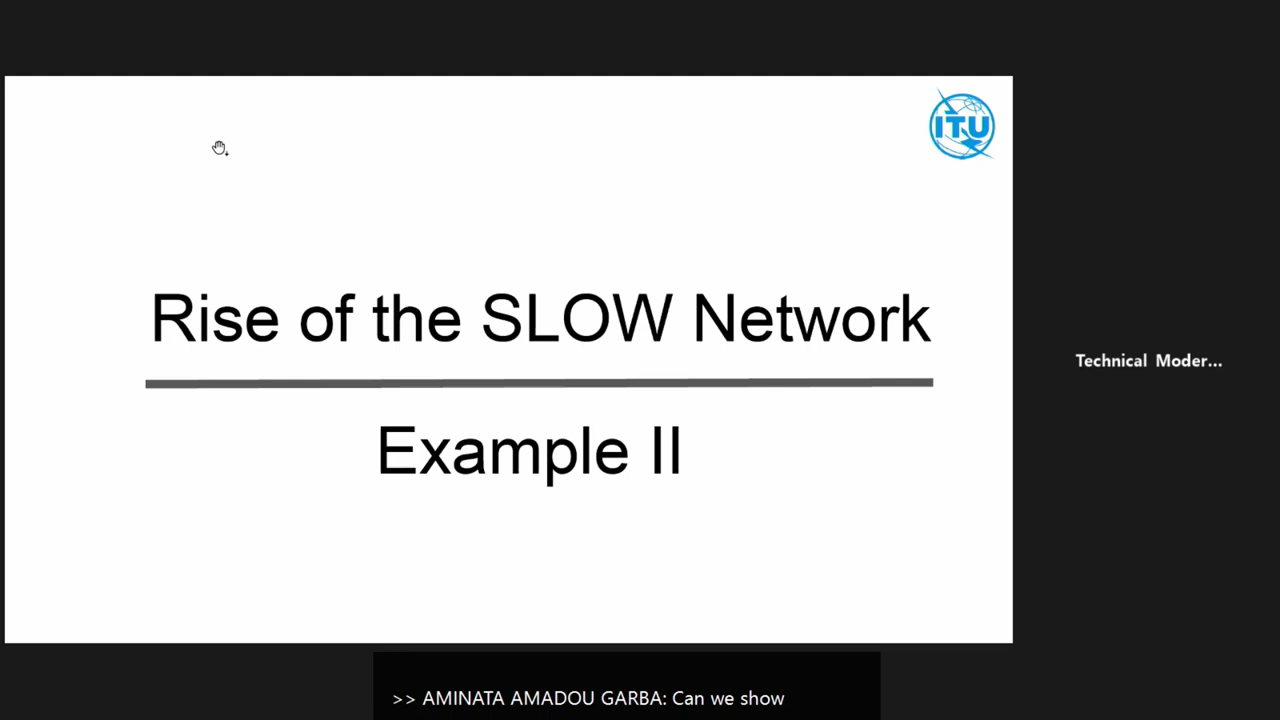 ITU
Rise of the SLOW Network
Example II
Technical Moder...
>> AMINATA AMADOU GARBA: Can we show